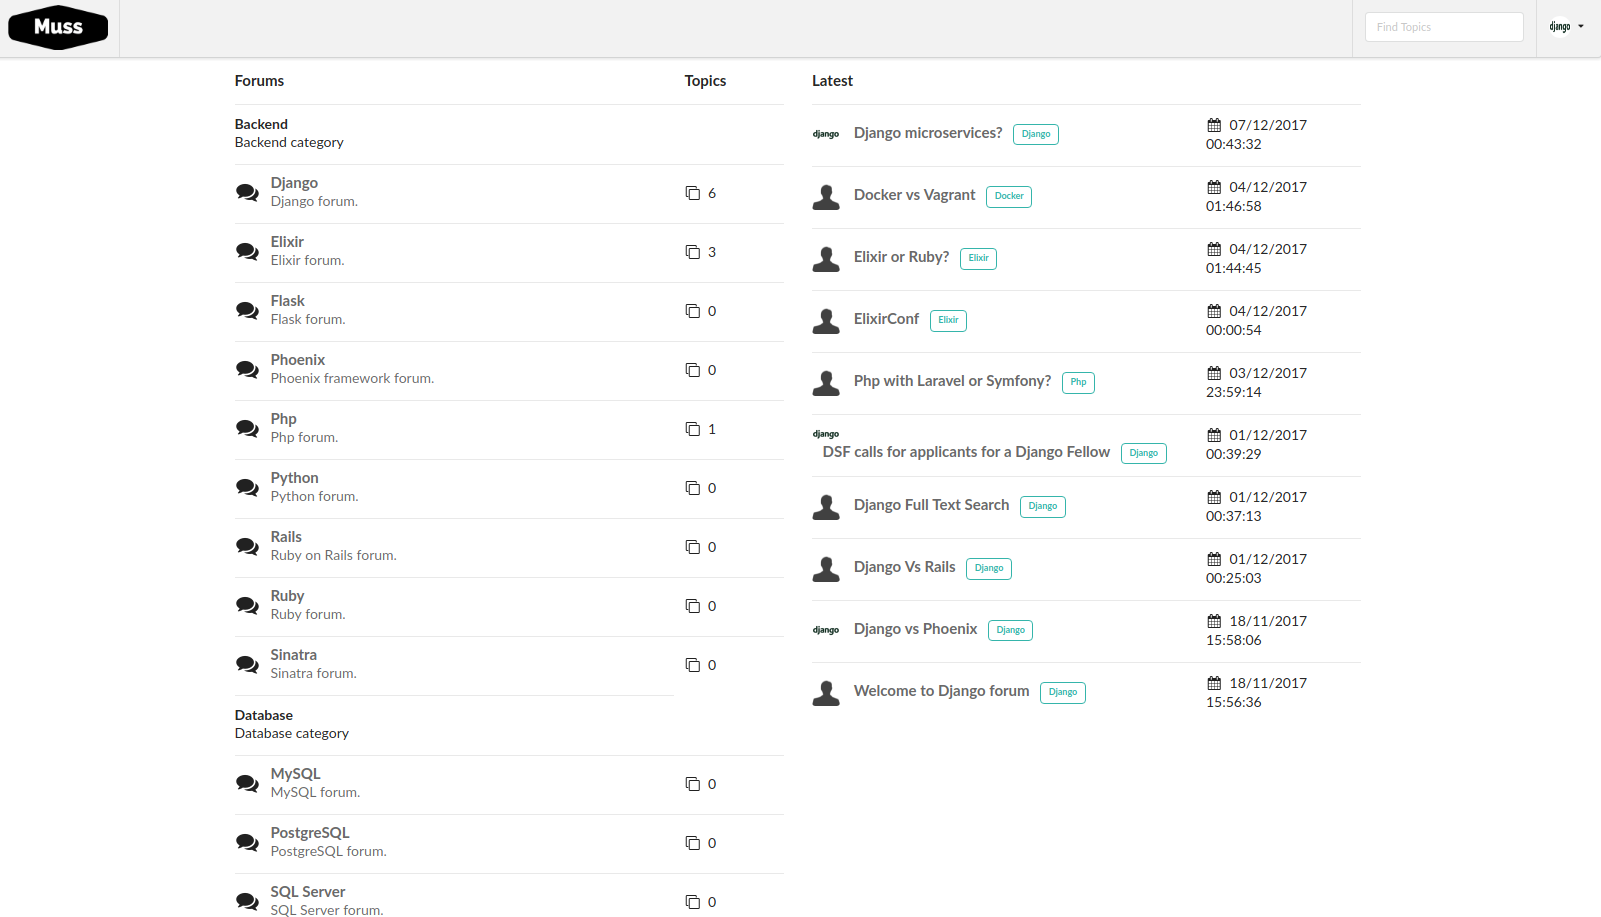 Muss
Find Topics
django
Forums Topics
Backend
Backend category
Django
Django forum.
6
Elixir
Elixir forum.
3
Flask
Flask forum.
0
Phoenix
Phoenix framework forum.
0
Php
Php forum.
1
Python
Python forum.
0
Rails
Ruby on Rails forum.
0
Ruby
Ruby forum.
0
Sinatra
Sinatra forum.
0
Database
Database category
MySQL
MySQL forum.
0
PostgreSQL
PostgreSQL forum.
0
SQL Server
SQL Server forum.
0
Latest
django Django microservices? Django 07/12/2017
00:43:32
Docker vs Vagrant Docker 04/12/2017
01:46:58
Elixir or Ruby? Elixir 04/12/2017
01:44:45
ElixirConf Elixir 04/12/2017
00:00:54
Php with Laravel or Symfony? Php 03/12/2017
23:59:14
django 01/12/2017
DSF calls for applicants for a Django Fellow Django 00:39:29
Django Full Text Search Django 01/12/2017
00:37:13
Django Vs Rails Django 01/12/2017
00:25:03
django Django vs Phoenix Django 18/11/2017
15:58:06
Welcome to Django forum Django 18/11/2017
15:56:36